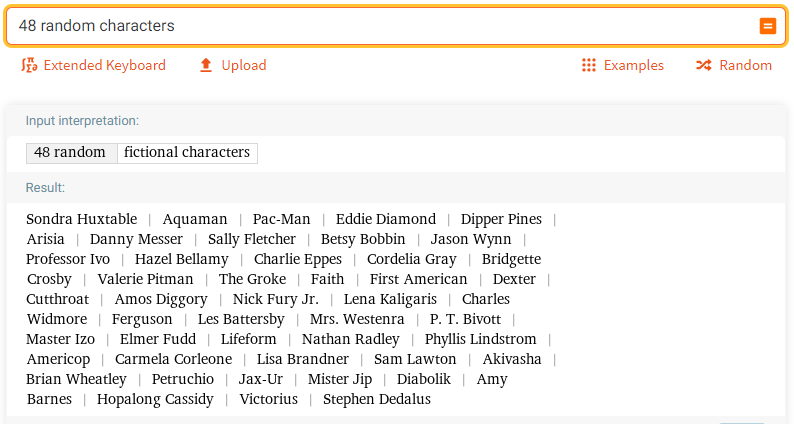 48 random characters
Extended Keyboard Upload Examples Random
Input interpretation:
48 random | fictional characters
Result:
Sondra Huxtable | Aquaman | Pac-Man | Eddie Diamond | Dipper Pines |
Arisia | Danny Messer | Sally Fletcher | Betsy Bobbin | Jason Wynn |
Professor Ivo | Hazel Bellamy | Charlie Eppes | Cordelia Gray | Bridgette
Crosby | Valerie Pitman | The Groke | Faith | First American | Dexter |
Cutthroat | Amos Diggory | Nick Fury Jr. | Lena Kaligaris | Charles
Widmore | Ferguson | Les Battersby | Mrs. Westenra | P. T. Bivott |
Master Izo | Elmer Fudd | Lifeform | Nathan Radley | Phyllis Lindstrom |
Americop | Carmela Corleone | Lisa Brandner | Sam Lawton | Akivasha |
Brian Wheatley | Petruchio | Jax-Ur | Mister Jip | Diabolik | Amy
Barnes | Hopalong Cassidy | Victorius | Stephen Dedalus